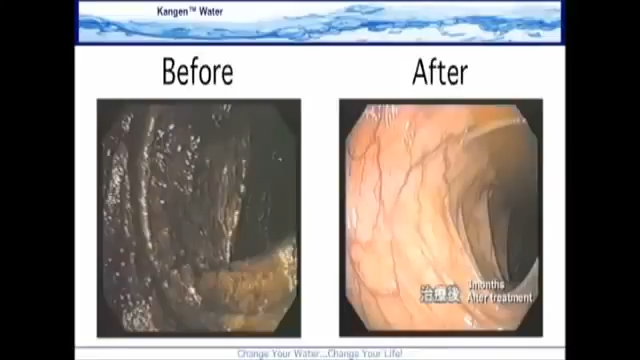 Kangen™ Water
Before
After
治療後
3months
After treatment
Change Your Water...Change Your Life!